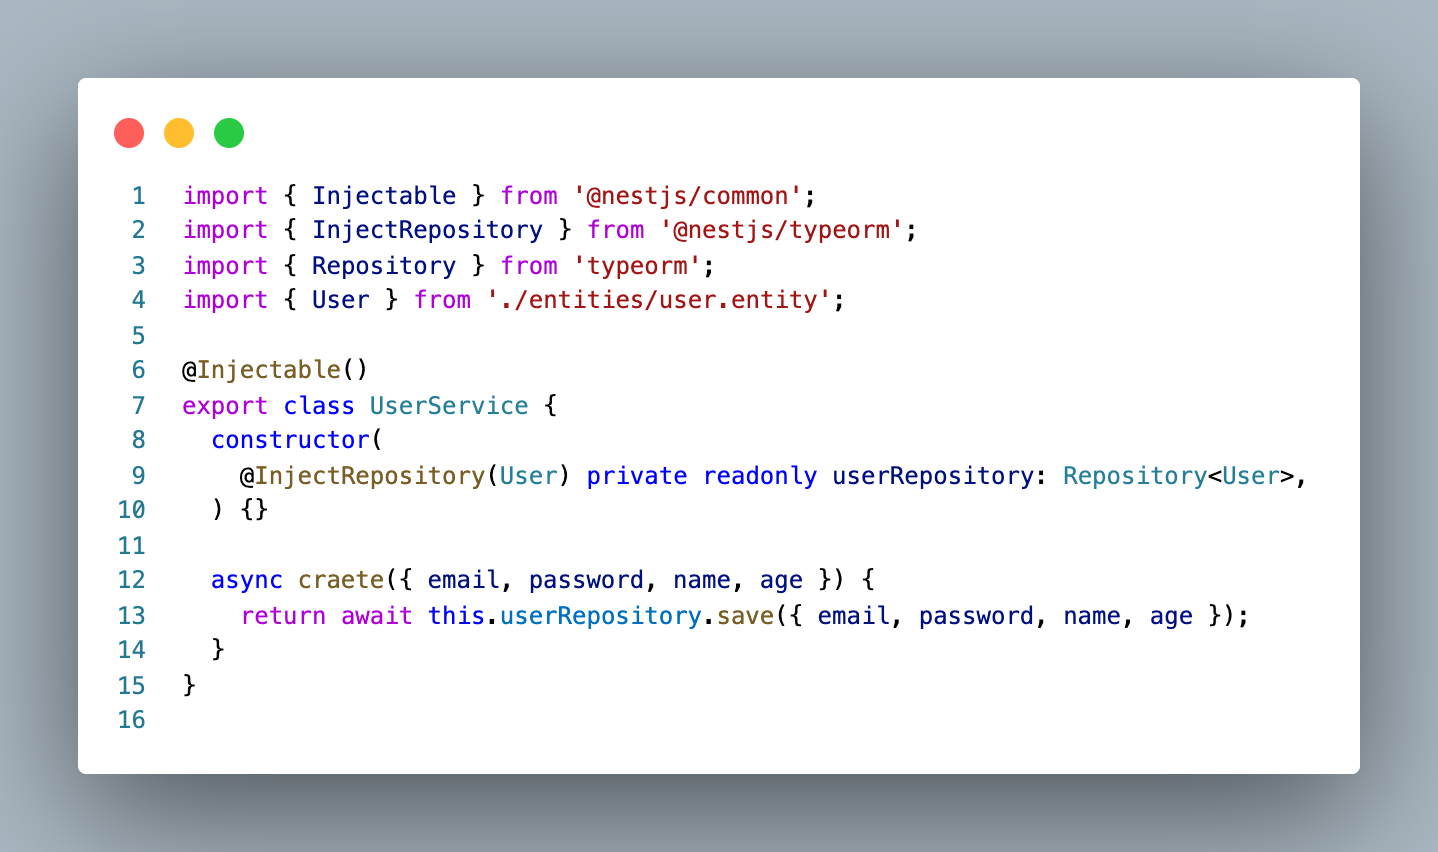 1 import { Injectable } from '@nestjs/common';
2 import { InjectRepository } from '@nestjs/typeorm';
3 import { Repository } from 'typeorm';
4 import { User } from './entities/user.entity';
5
6 @Injectable()
7 export class UserService {
8   constructor(
9     @InjectRepository(User) private readonly userRepository: Repository<User>,
10   ) {}
11
12   async craete({ email, password, name, age }) {
13     return await this.userRepository.save({ email, password, name, age });
14   }
15 }
16